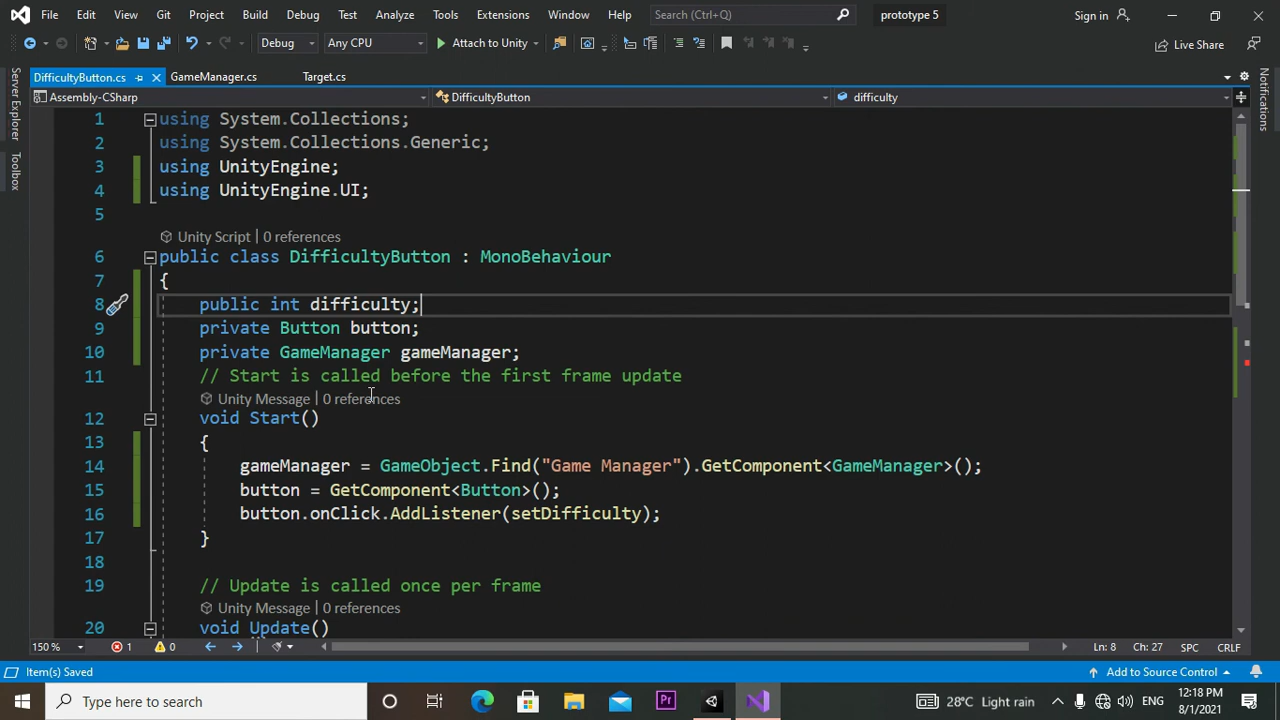 File Edit View Git Project Build Debug Test Analyze Tools Extensions Window Help Search (Ctrl+Q) prototype 5 Sign in
Debug Any CPU Attach to Unity Live Share
DifficultyButton.cs GameManager.cs Target.cs
Assembly-CSharp DifficultyButton difficulty
Server Explorer
Toolbox
Notifications
1 using System.Collections;
2 using System.Collections.Generic;
3 using UnityEngine;
4 using UnityEngine.UI;
5
Unity Script | 0 references
6 public class DifficultyButton : MonoBehaviour
7 {
8 public int difficulty;
9 private Button button;
10 private GameManager gameManager;
11 // Start is called before the first frame update
Unity Message | 0 references
12 void Start()
13 {
14 gameManager = GameObject.Find("Game Manager").GetComponent<GameManager>();
15 button = GetComponent<Button>();
16 button.onClick.AddListener(setDifficulty);
17 }
18
19 // Update is called once per frame
Unity Message | 0 references
20 void Update()
150 % 1 0 Ln: 8 Ch: 27 SPC CRLF
Item(s) Saved Add to Source Control
Type here to search Pr 28°C Light rain ENG 12:18 PM
8/1/2021